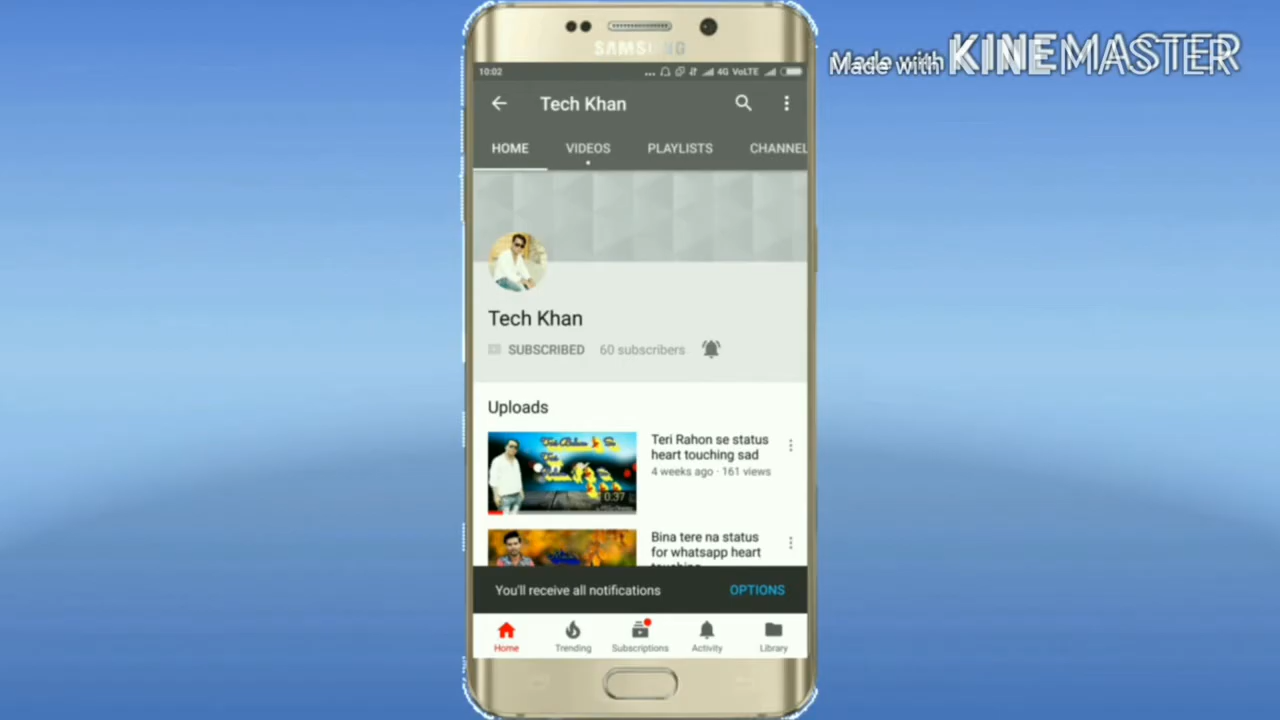 SAMSUNG
Made with KINEMASTER
10:02
4G VoLTE
Tech Khan
HOME VIDEOS PLAYLISTS CHANNEL
Tech Khan
SUBSCRIBED 60 subscribers
Uploads
Teri Rahon se status
heart touching sad
4 weeks ago · 161 views
0:37
Bina tere na status
for whatsapp heart
touching
You'll receive all notifications OPTIONS
Home Trending Subscriptions Activity Library